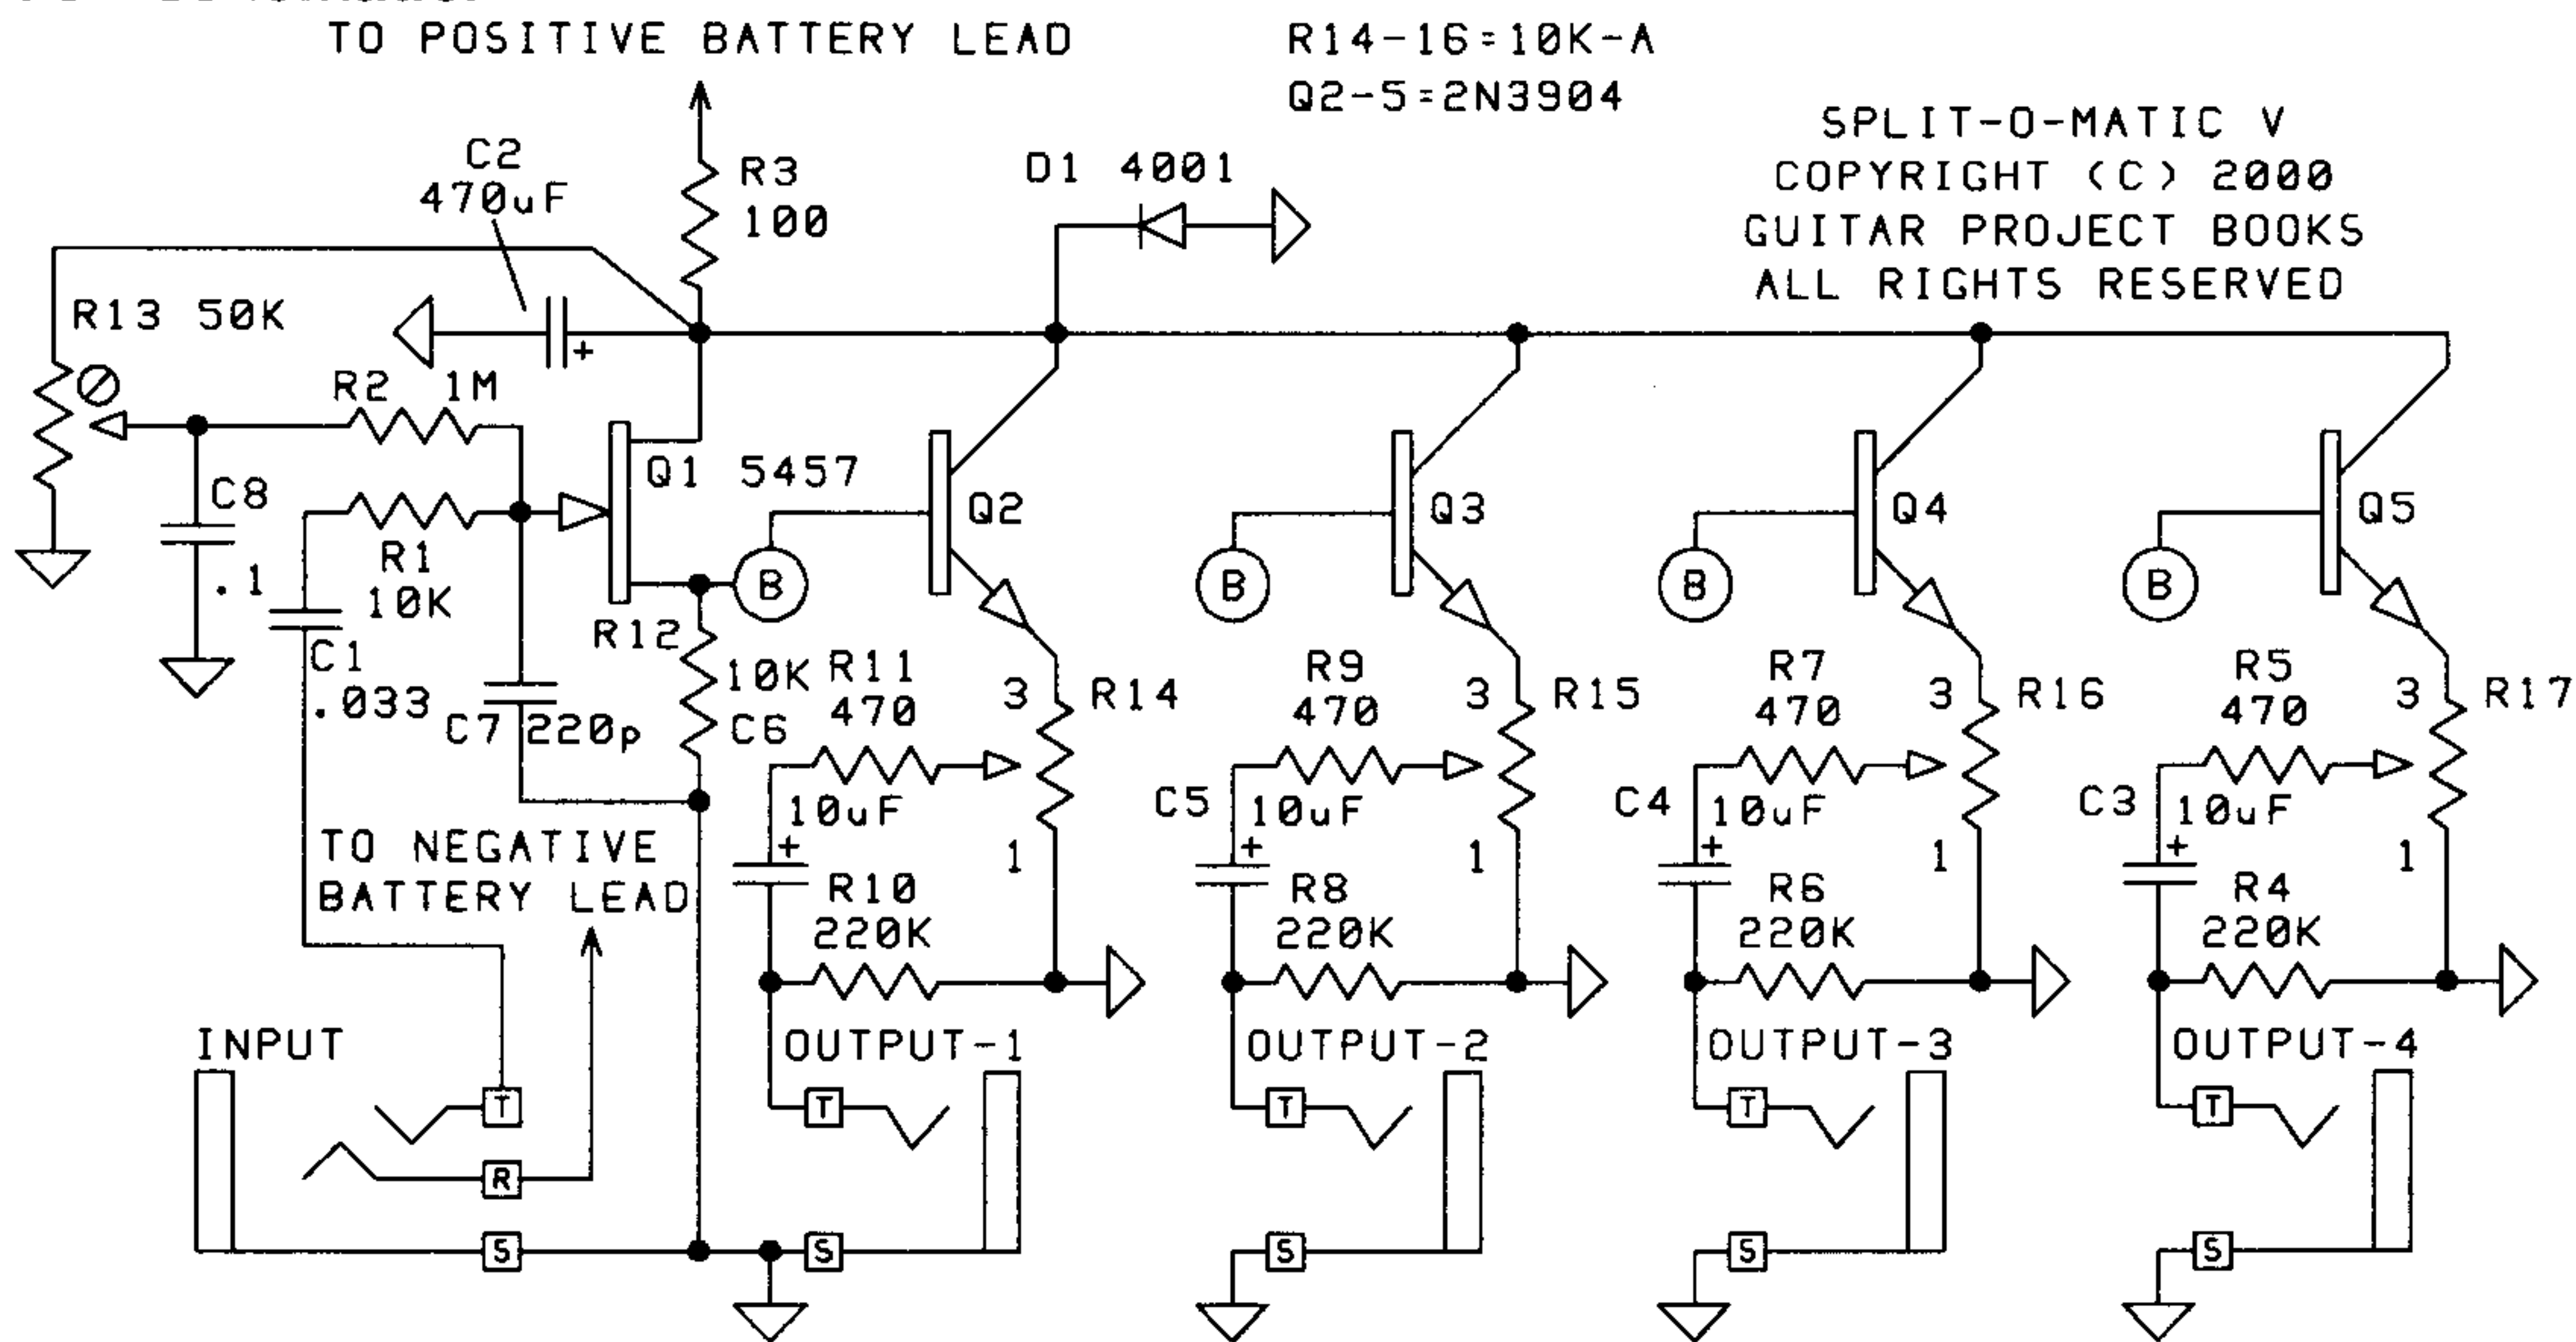 TO POSITIVE BATTERY LEAD
R14-16=10K-A
Q2-5=2N3904
SPLIT-O-MATIC V
COPYRIGHT (C) 2000
GUITAR PROJECT BOOKS
ALL RIGHTS RESERVED
C2
470uF
R3
100
D1 4001
R13 50K
+
R2 1M
C8
.1
R1
10K
Q1 5457
B
Q2
B
Q3
B
Q4
B
Q5
C1
.033
R12
10K
C7 220p
C6
R11
470
3
R14
10uF
+
1
R9
470
3
R15
C5
10uF
+
1
R7
470
3
R16
C4
10uF
+
1
R5
470
3
R17
C3
10uF
+
1
TO NEGATIVE
BATTERY LEAD
R10
220K
R8
220K
R6
220K
R4
220K
INPUT
OUTPUT-1
OUTPUT-2
OUTPUT-3
OUTPUT-4
T
T
T
T
T
R
S
S
S
S
S